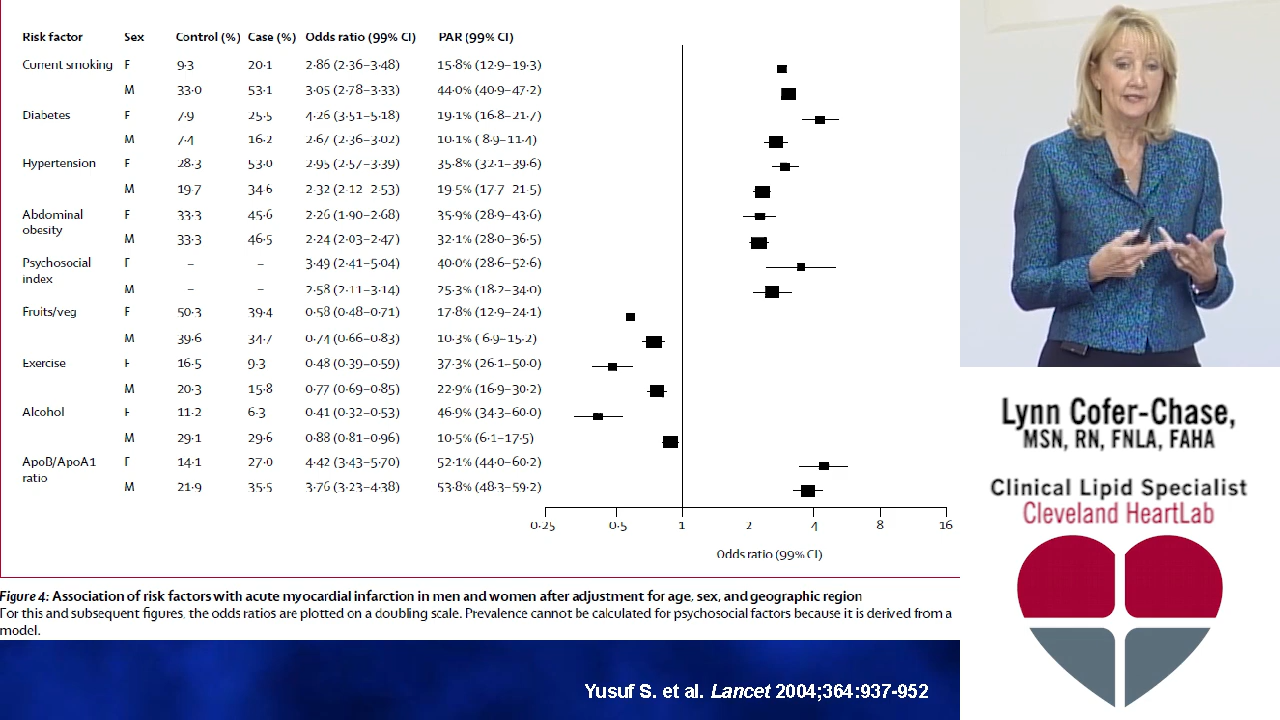 Risk factor Sex Control (%) Case (%) Odds ratio (99% CI) PAR (99% CI)
Current smoking F 9·3 20·1 2·86 (2·36–3·48) 15·8% (12·9–19·3)
M 33·0 53·1 3·05 (2·78–3·33) 44·0% (40·9–47·2)
Diabetes F 7·9 25·5 4·26 (3·51–5·18) 19·1% (16·8–21·7)
M 7·4 16·2 2·67 (2·36–3·02) 10·1% ( 8·9–11·4)
Hypertension F 28·3 53·0 2·95 (2·57–3·39) 35·8% (32·1–39·6)
M 19·7 34·6 2·32 (2·12–2·53) 19·5% (17·7–21·5)
Abdominal obesity F 33·3 45·6 2·26 (1·90–2·68) 35·9% (28·9–43·6)
M 33·3 46·5 2·24 (2·03–2·47) 32·1% (28·0–36·5)
Psychosocial index F – – 3·49 (2·41–5·04) 40·0% (28·6–52·6)
M – – 2·58 (2·11–3·14) 25·3% (18·2–34·0)
Fruits/veg F 50·3 39·4 0·58 (0·48–0·71) 17·8% (12·9–24·1)
M 39·6 34·7 0·74 (0·66–0·83) 10·3% ( 6·9–15·2)
Exercise F 16·5 9·3 0·48 (0·39–0·59) 37·3% (26·1–50·0)
M 20·3 15·8 0·77 (0·69–0·85) 22·9% (16·9–30·2)
Alcohol F 11·2 6·3 0·41 (0·32–0·53) 46·9% (34·3–60·0)
M 29·1 29·6 0·88 (0·81–0·96) 10·5% (6·1–17·5)
ApoB/ApoA1 ratio F 14·1 27·0 4·42 (3·43–5·70) 52·1% (44·0–60·2)
M 21·9 35·5 3·76 (3·23–4·38) 53·8% (48·3–59·2)
0·25 0·5 1 2 4 8 16
Odds ratio (99% CI)
Figure 4: Association of risk factors with acute myocardial infarction in men and women after adjustment for age, sex, and geographic region
For this and subsequent figures, the odds ratios are plotted on a doubling scale. Prevalence cannot be calculated for psychosocial factors because it is derived from a
model.
Yusuf S. et al. Lancet 2004;364:937-952
Lynn Cofer-Chase,
MSN, RN, FNLA, FAHA
Clinical Lipid Specialist
Cleveland HeartLab